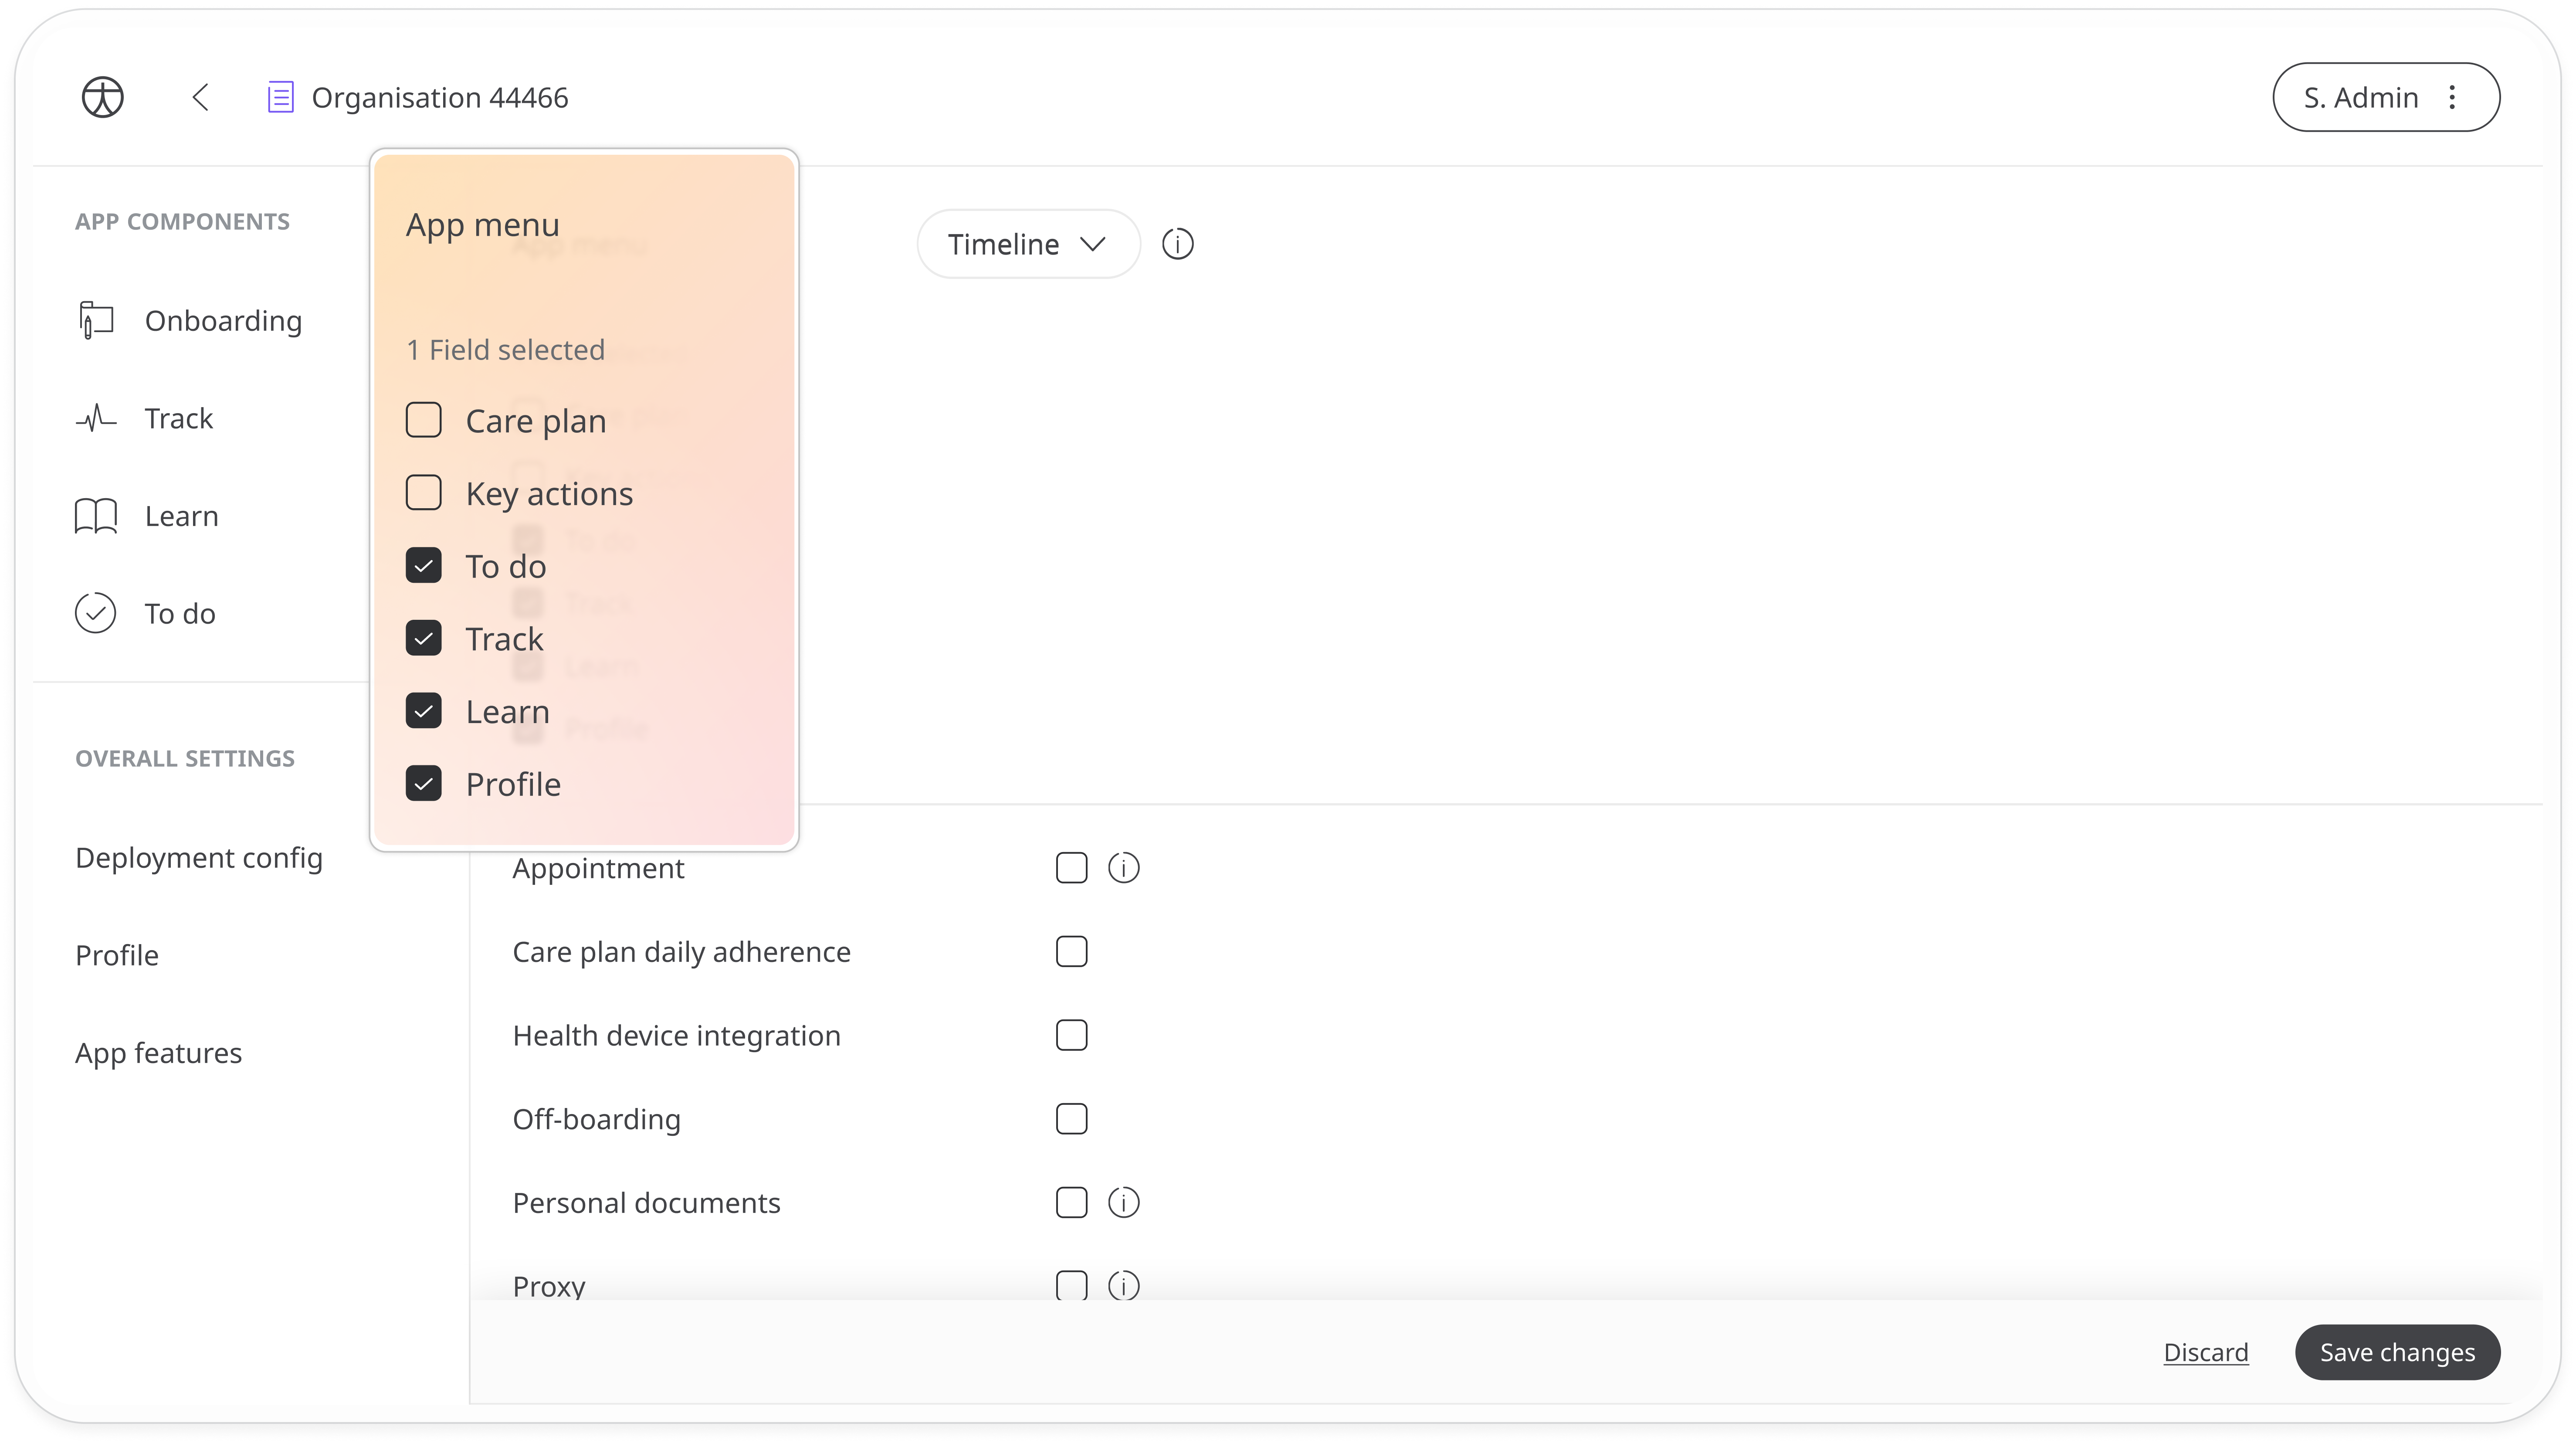 Organisation 44466
S. Admin
APP COMPONENTS
Onboarding
Track
Learn
To do
OVERALL SETTINGS
Deployment config
Profile
App features
App menu
1 Field selected
Care plan
Key actions
To do
Track
Learn
Profile
Timeline
Appointment
Care plan daily adherence
Health device integration
Off-boarding
Personal documents
Proxy
Discard
Save changes